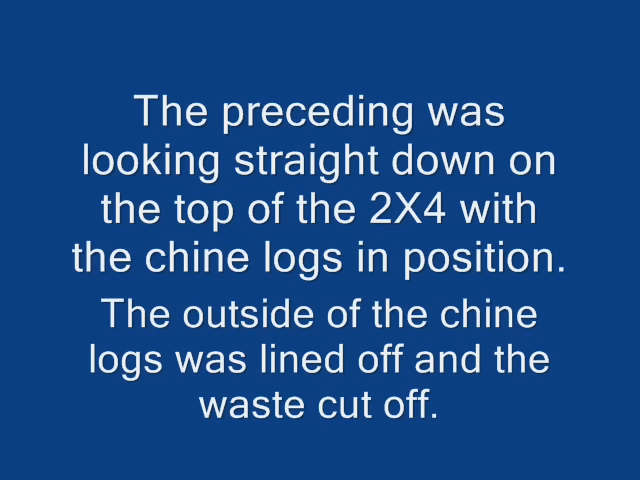 The preceding was
looking straight down on
the top of the 2X4 with
the chine logs in position.
The outside of the chine
logs was lined off and the
waste cut off.